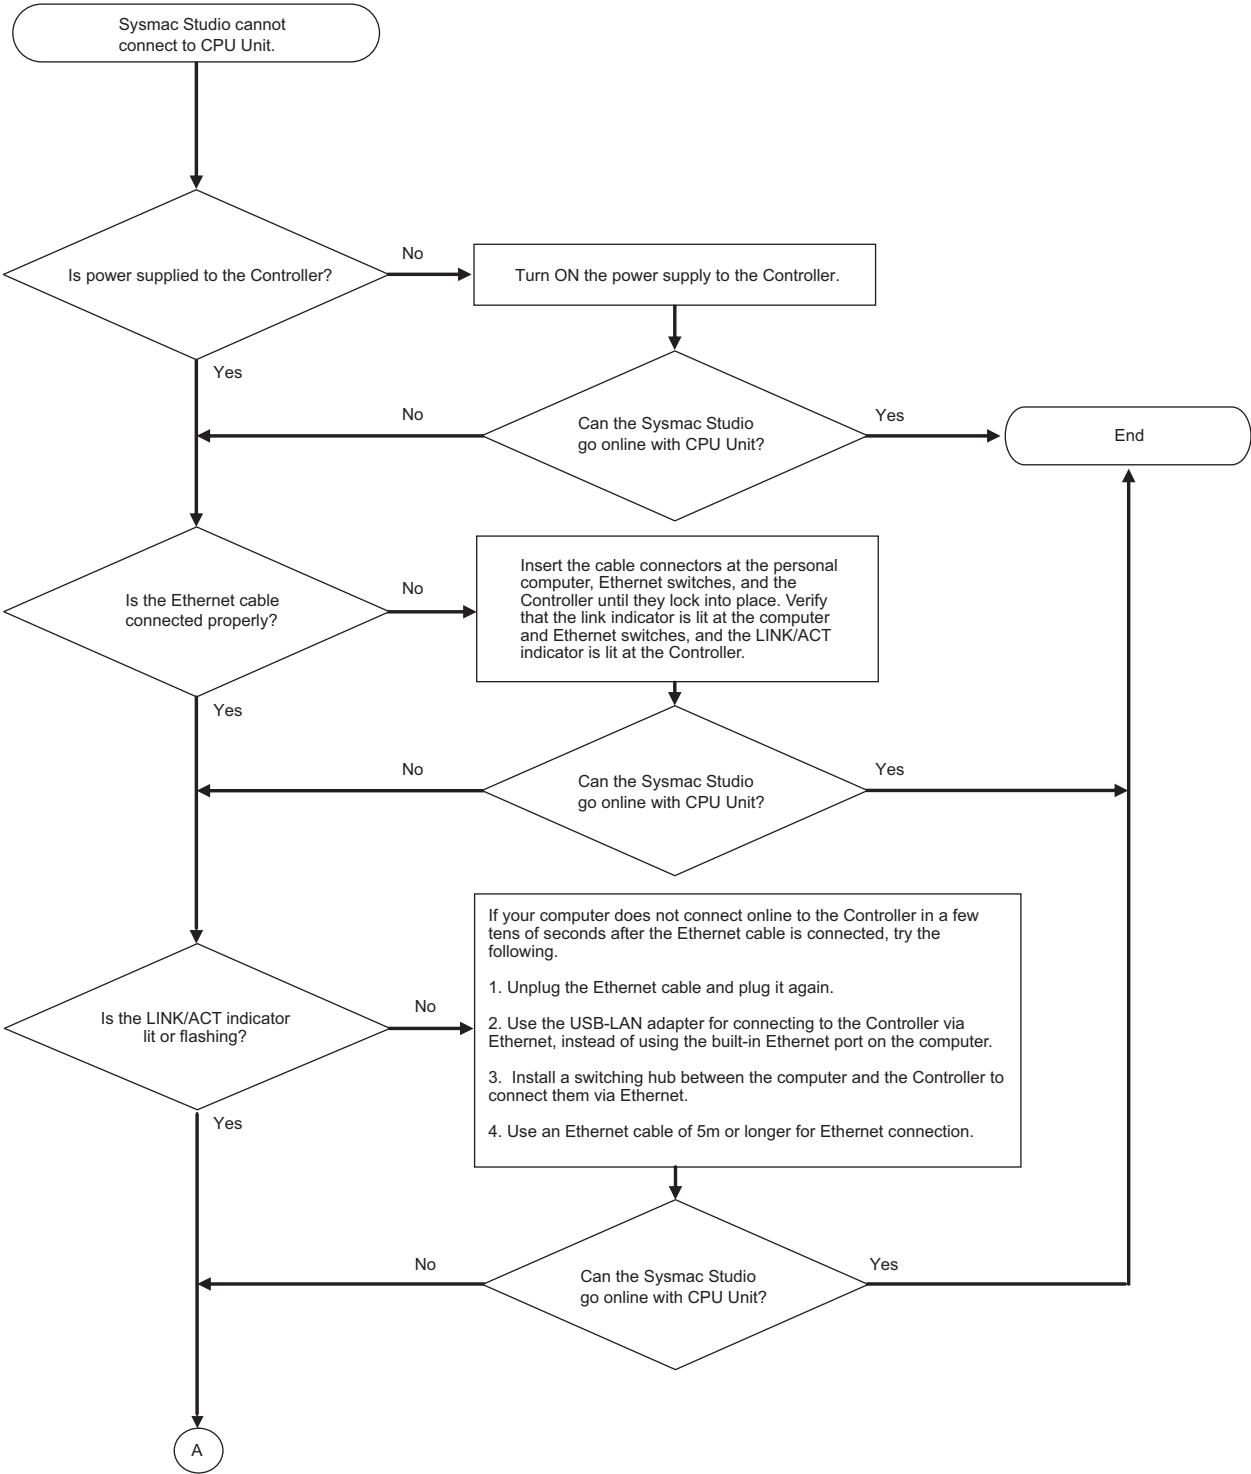 Sysmac Studio cannot
connect to CPU Unit.
Is power supplied to the Controller?
No
Turn ON the power supply to the Controller.
Yes
No
Can the Sysmac Studio
go online with CPU Unit?
Yes
End
Is the Ethernet cable
connected properly?
No
Insert the cable connectors at the personal
computer, Ethernet switches, and the
Controller until they lock into place. Verify
that the link indicator is lit at the computer
and Ethernet switches, and the LINK/ACT
indicator is lit at the Controller.
Yes
No
Can the Sysmac Studio
go online with CPU Unit?
Yes
Is the LINK/ACT indicator
lit or flashing?
No
If your computer does not connect online to the Controller in a few
tens of seconds after the Ethernet cable is connected, try the
following.
1. Unplug the Ethernet cable and plug it again.
2. Use the USB-LAN adapter for connecting to the Controller via
Ethernet, instead of using the built-in Ethernet port on the computer.
3. Install a switching hub between the computer and the Controller to
connect them via Ethernet.
4. Use an Ethernet cable of 5m or longer for Ethernet connection.
Yes
No
Can the Sysmac Studio
go online with CPU Unit?
Yes
A